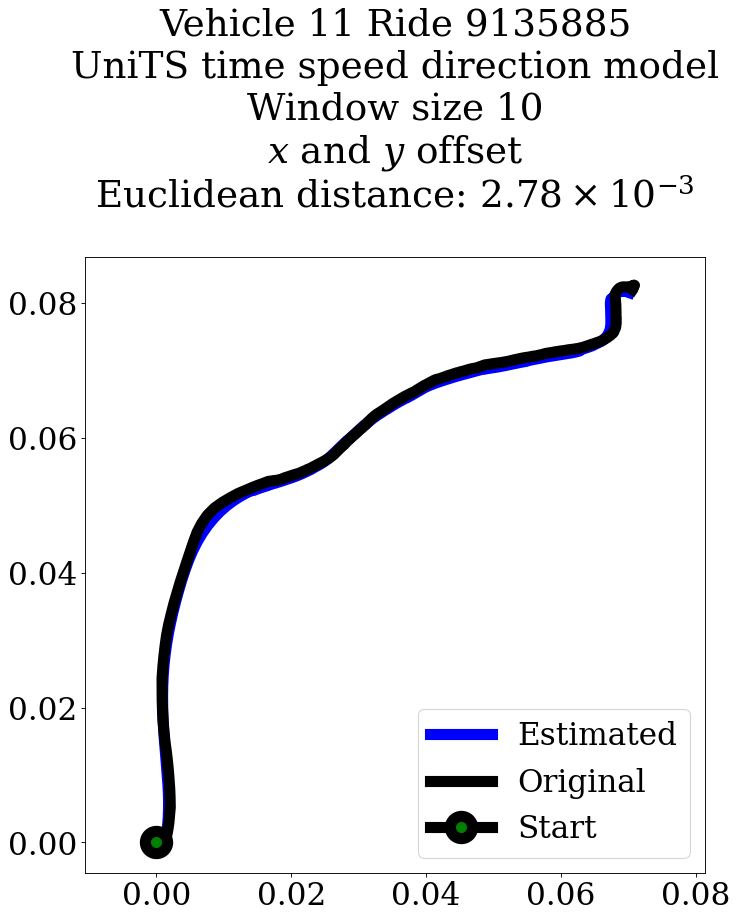 Vehicle 11 Ride 9135885
UniTS time speed direction model
Window size 10
x and y offset
Euclidean distance: 2.78 × 10⁻³
0.08
0.06
0.04
0.02
0.00
Estimated
Original
Start
0.00 0.02 0.04 0.06 0.08